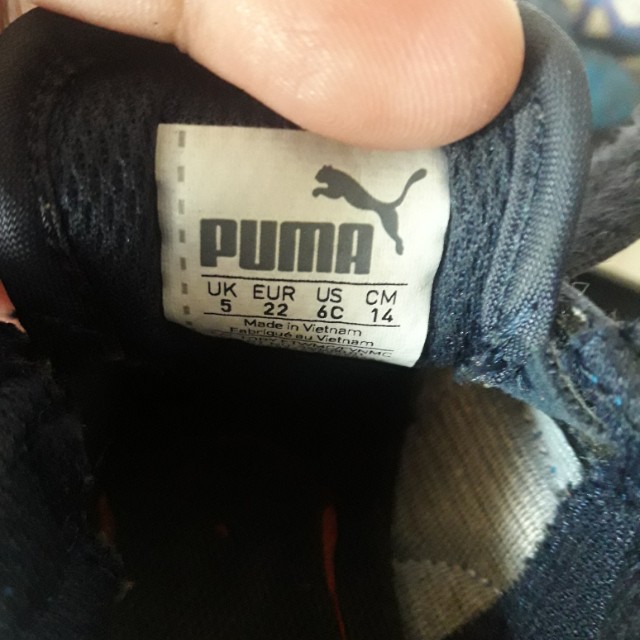 PUMA
UK EUR US CM
5 22 6C 14
Made in Vietnam
Fabriqué au Vietnam